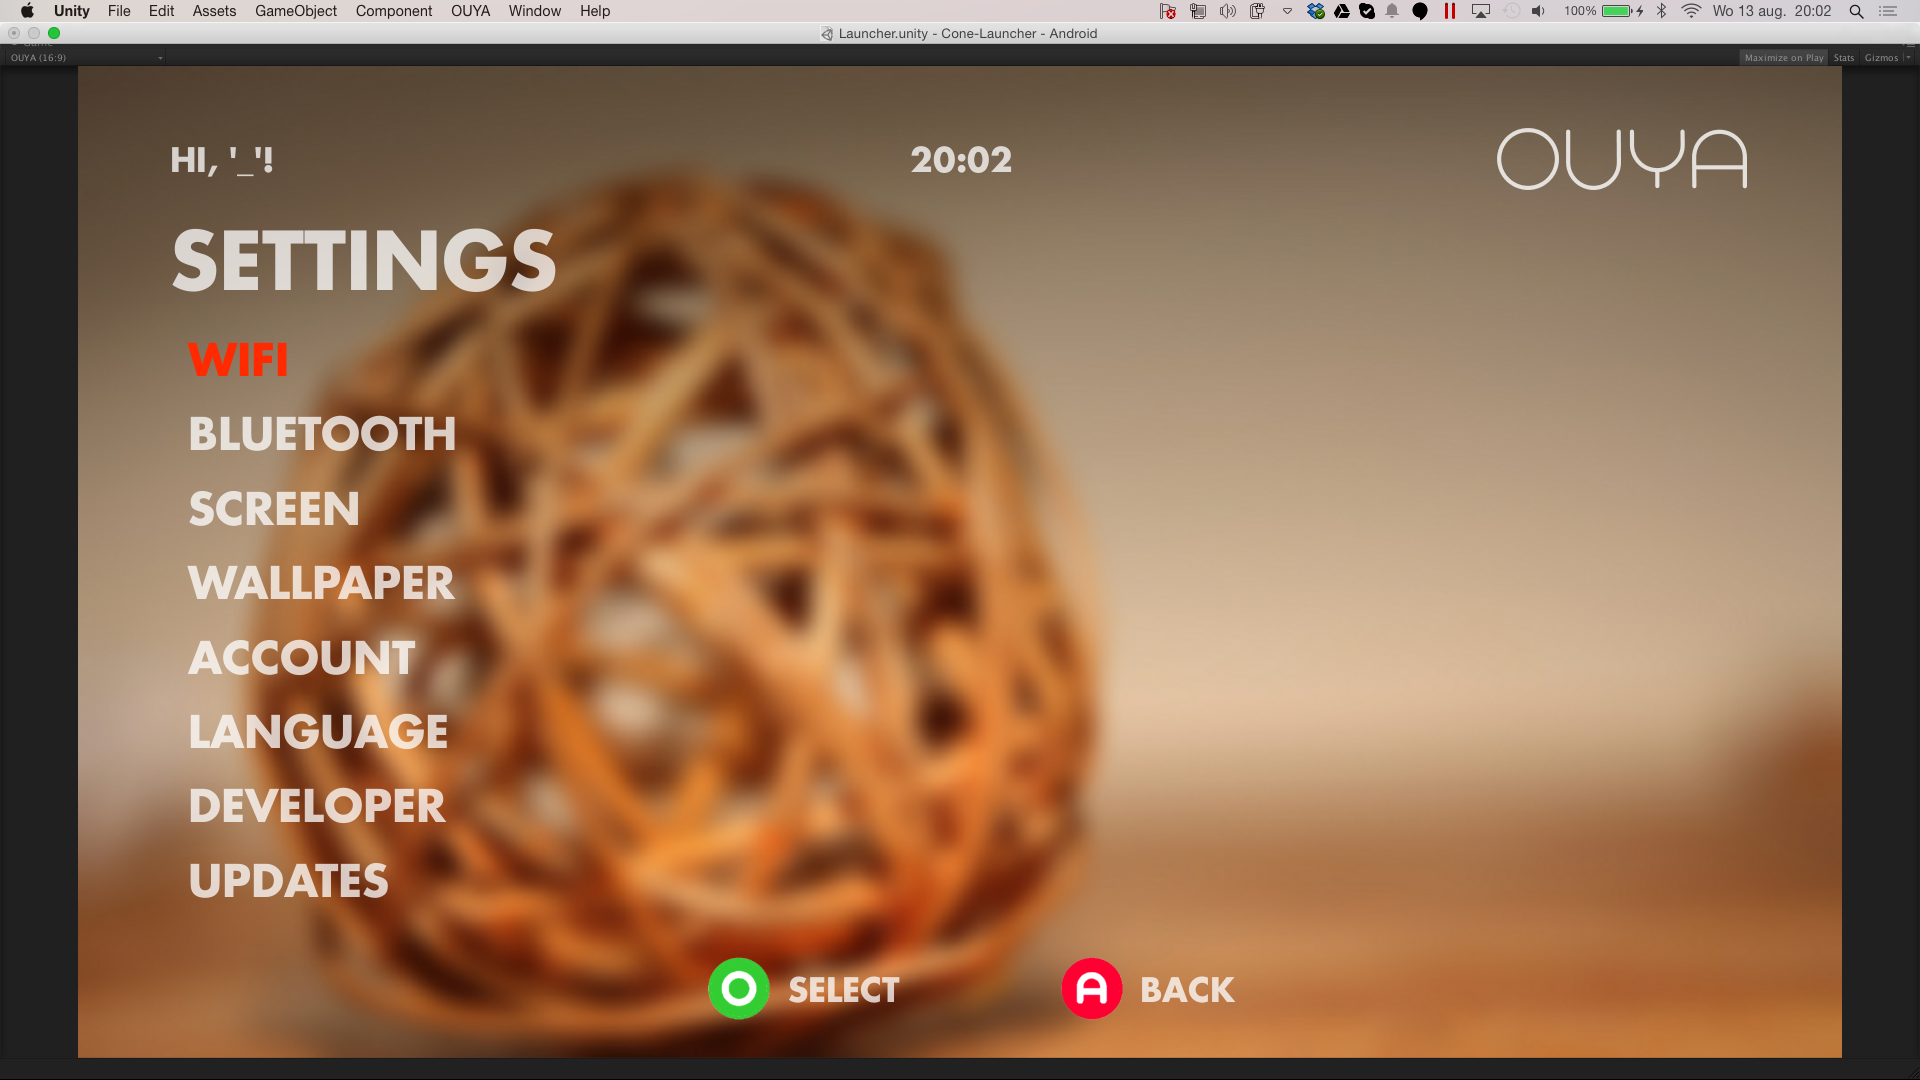 Unity File Edit Assets GameObject Component OUYA Window Help 100% Wo 13 aug. 20:02
Launcher.unity - Cone-Launcher - Android
OUYA (16:9) Maximize on Play Stats Gizmos
HI, '_'! 20:02 OUYA
SETTINGS
WIFI
BLUETOOTH
SCREEN
WALLPAPER
ACCOUNT
LANGUAGE
DEVELOPER
UPDATES
O SELECT A BACK